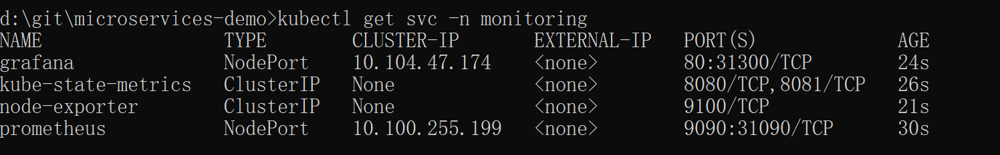 d:\git\microservices-demo>kubectl get svc -n monitoring
NAME TYPE CLUSTER-IP EXTERNAL-IP PORT(S) AGE
grafana NodePort 10.104.47.174 <none> 80:31300/TCP 24s
kube-state-metrics ClusterIP None <none> 8080/TCP,8081/TCP 26s
node-exporter ClusterIP None <none> 9100/TCP 21s
prometheus NodePort 10.100.255.199 <none> 9090:31090/TCP 30s